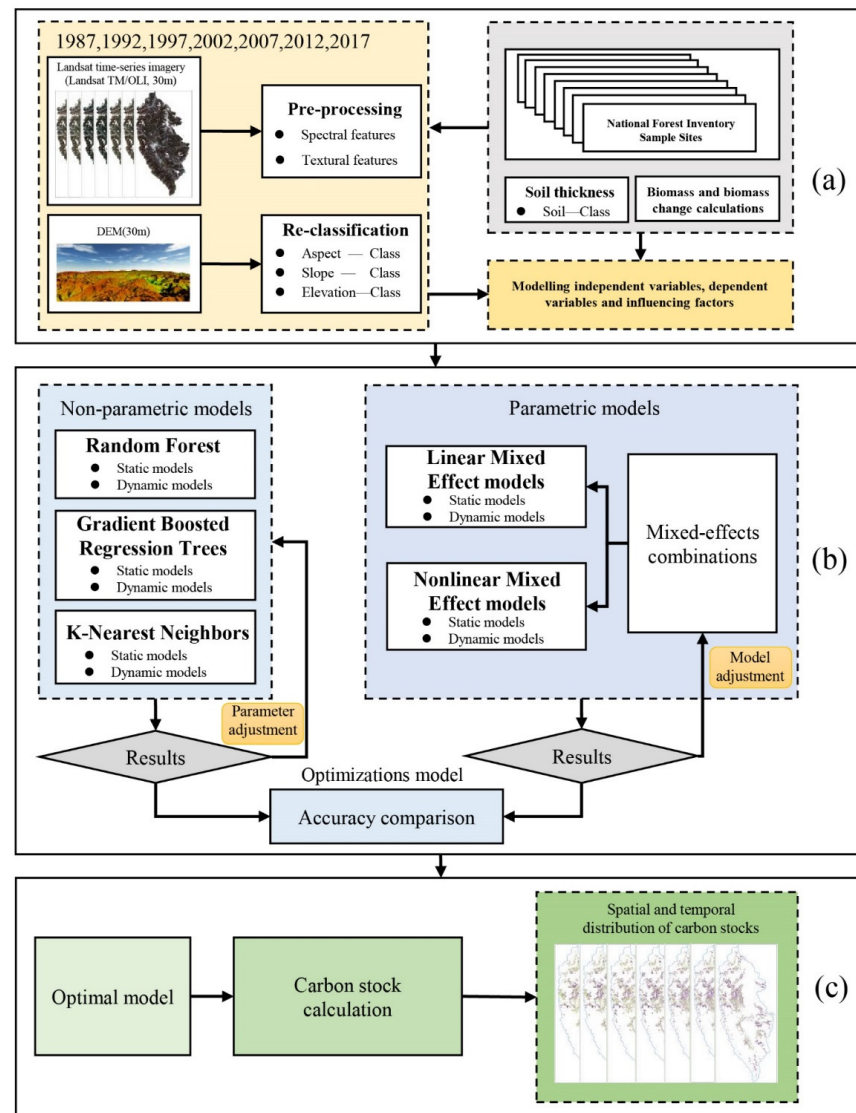 1987,1992,1997,2002,2007,2012,2017
Landsat time-series imagery
(Landsat TM/OLI, 30m)
Pre-processing
● Spectral features
● Textural features
DEM(30m)
Re-classification
● Aspect — Class
● Slope — Class
● Elevation—Class
National Forest Inventory
Sample Sites
Soil thickness
● Soil—Class
Biomass and biomass
change calculations
Modelling independent variables, dependent
variables and influencing factors
(a)
Non-parametric models
Random Forest
● Static models
● Dynamic models
Gradient Boosted
Regression Trees
● Static models
● Dynamic models
K-Nearest Neighbors
● Static models
● Dynamic models
Parameter
adjustment
Results
Parametric models
Linear Mixed
Effect models
● Static models
● Dynamic models
Nonlinear Mixed
Effect models
● Static models
● Dynamic models
Mixed-effects
combinations
Model
adjustment
Results
Optimizations model
Accuracy comparison
(b)
Optimal model
Carbon stock
calculation
Spatial and temporal
distribution of carbon stocks
(c)